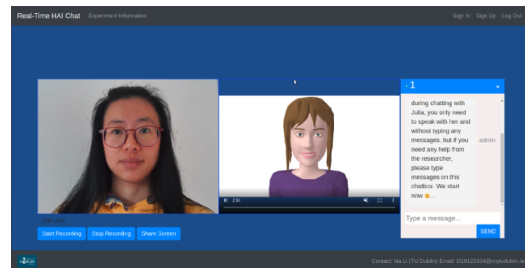 Real-Time HAI Chat Experiment Information Sign In Sign Up Log Out
- 1 ×
during chatting with
Julia, you only need
to speak with her and
without typing any
messages, but if you
need any help from
the researcher,
please type
messages on this
chatbox. We start
now 😊...
admin
Type a message...
SEND
Start Recording Stop Recording Share Screen
Contact: Na Li (TU Dublin) Email: